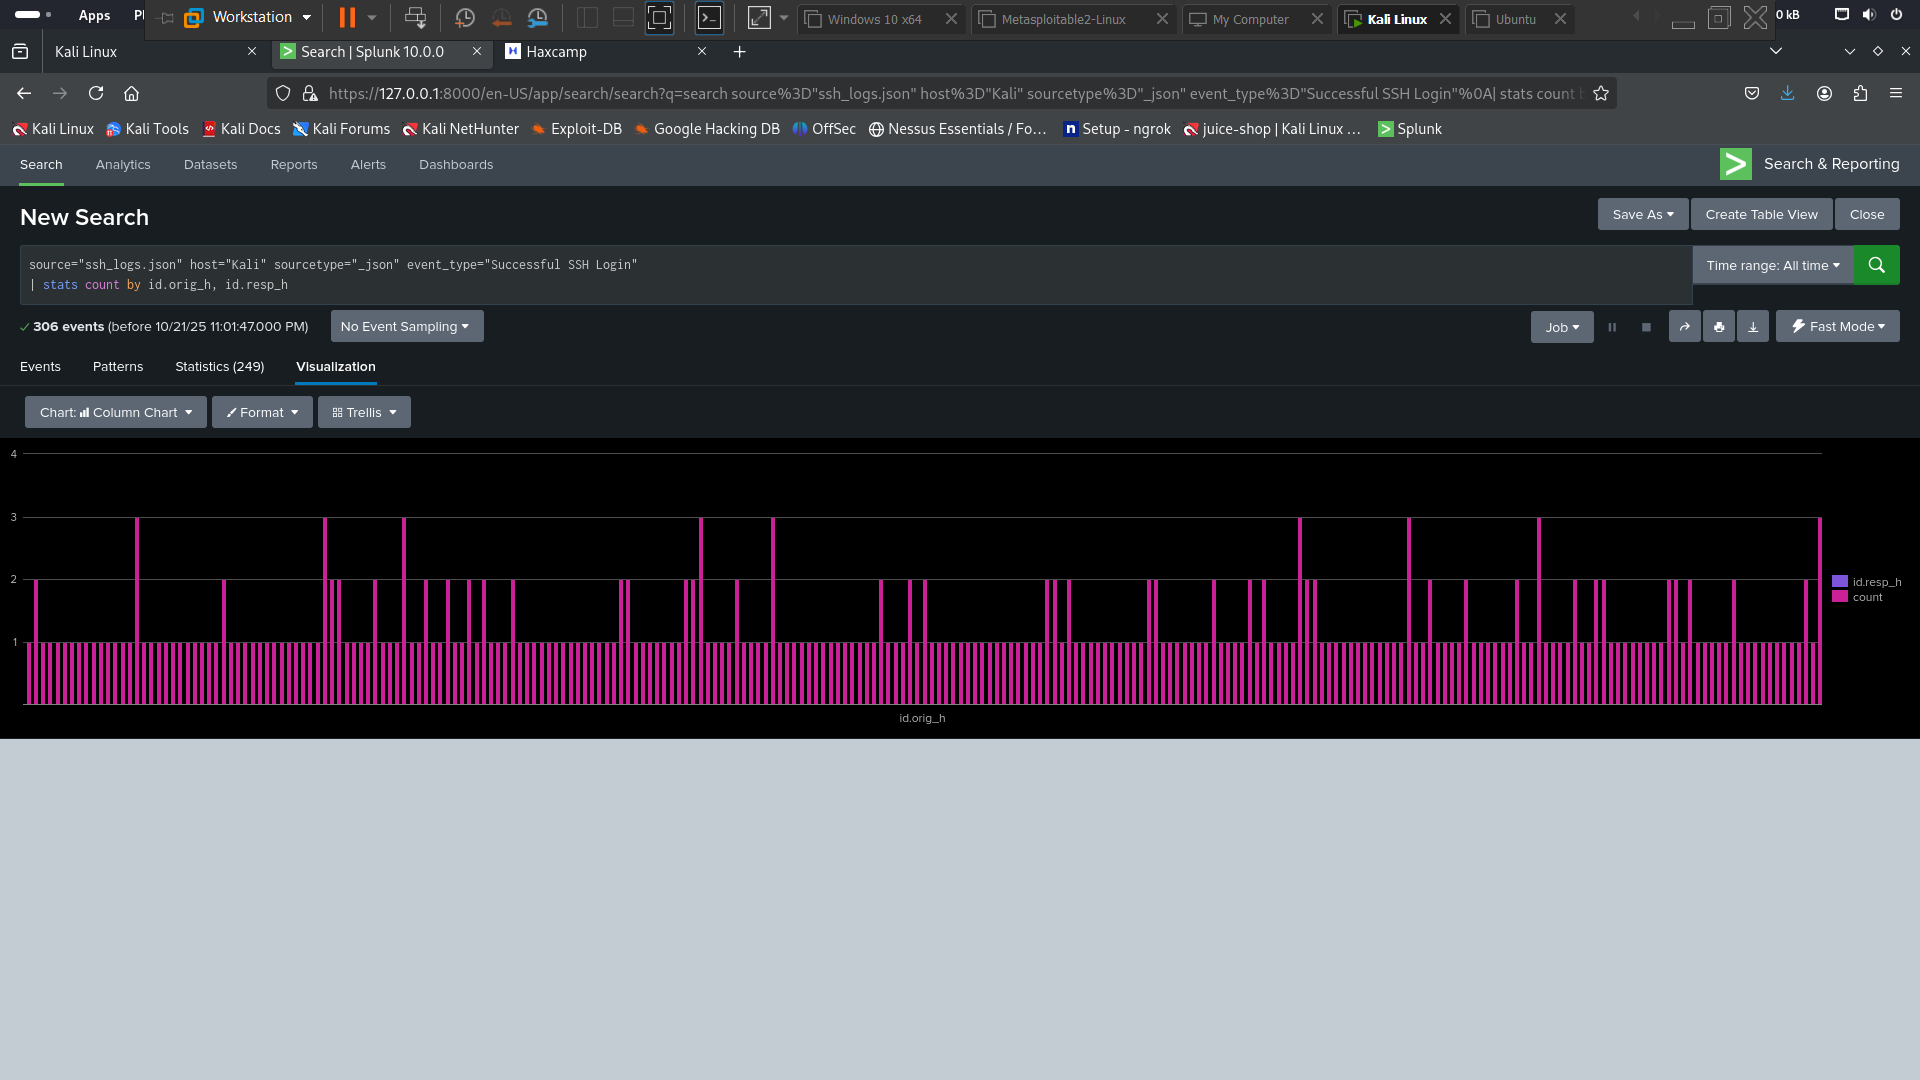 Apps
Workstation
Windows 10 x64
Metasploitable2-Linux
My Computer
Kali Linux
Ubuntu
0 kB
Kali Linux
Search | Splunk 10.0.0
Haxcamp
https://127.0.0.1:8000/en-US/app/search/search?q=search source%3D"ssh_logs.json" host%3D"Kali" sourcetype%3D"_json" event_type%3D"Successful SSH Login"%0A| stats count
Kali Linux
Kali Tools
Kali Docs
Kali Forums
Kali NetHunter
Exploit-DB
Google Hacking DB
OffSec
Nessus Essentials / Fo...
Setup - ngrok
juice-shop | Kali Linux ...
Splunk
Search
Analytics
Datasets
Reports
Alerts
Dashboards
Search & Reporting
New Search
Save As
Create Table View
Close
source="ssh_logs.json" host="Kali" sourcetype="_json" event_type="Successful SSH Login"
| stats count by id.orig_h, id.resp_h
Time range: All time
306 events (before 10/21/25 11:01:47.000 PM)
No Event Sampling
Job
Fast Mode
Events
Patterns
Statistics (249)
Visualization
Chart: Column Chart
Format
Trellis
4
3
2
1
id.resp_h
count
id.orig_h